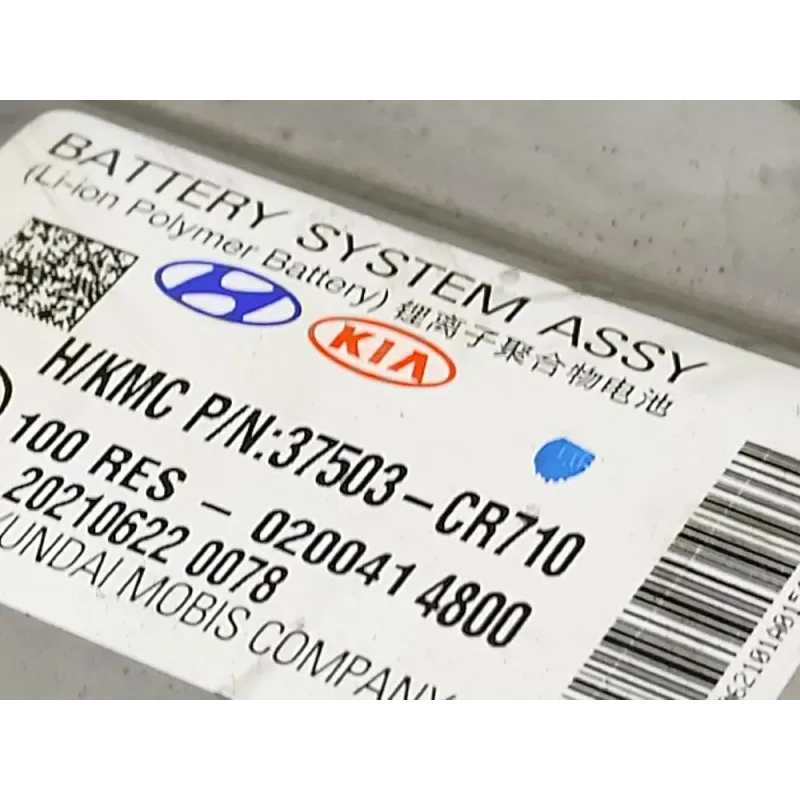 BATTERY SYSTEM ASSY
(Li-ion Polymer Battery) 锂离子聚合物电池
KIA
H/KMC P/N:37503-CR710
100 RES - 020041 4800
20210622 0078
YUNDAI MOBIS COMPANY